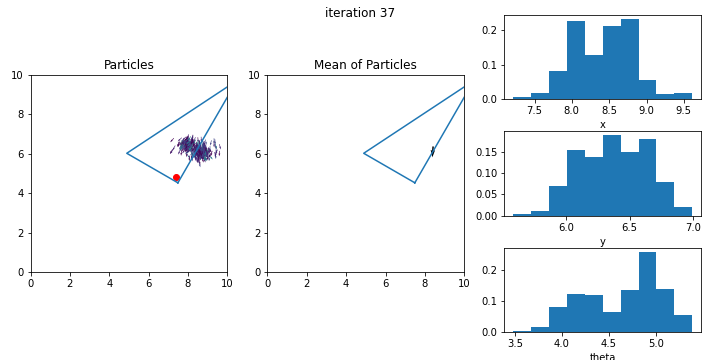 iteration 37
Particles
10
8
6
4
2
0
0 2 4 6 8 10
Mean of Particles
10
8
6
4
2
0
0 2 4 6 8 10
0.2
0.1
0.0
7.5 8.0 8.5 9.0 9.5
x
0.15
0.10
0.05
0.00
6.0 6.5 7.0
y
0.2
0.1
0.0
3.5 4.0 4.5 5.0
theta